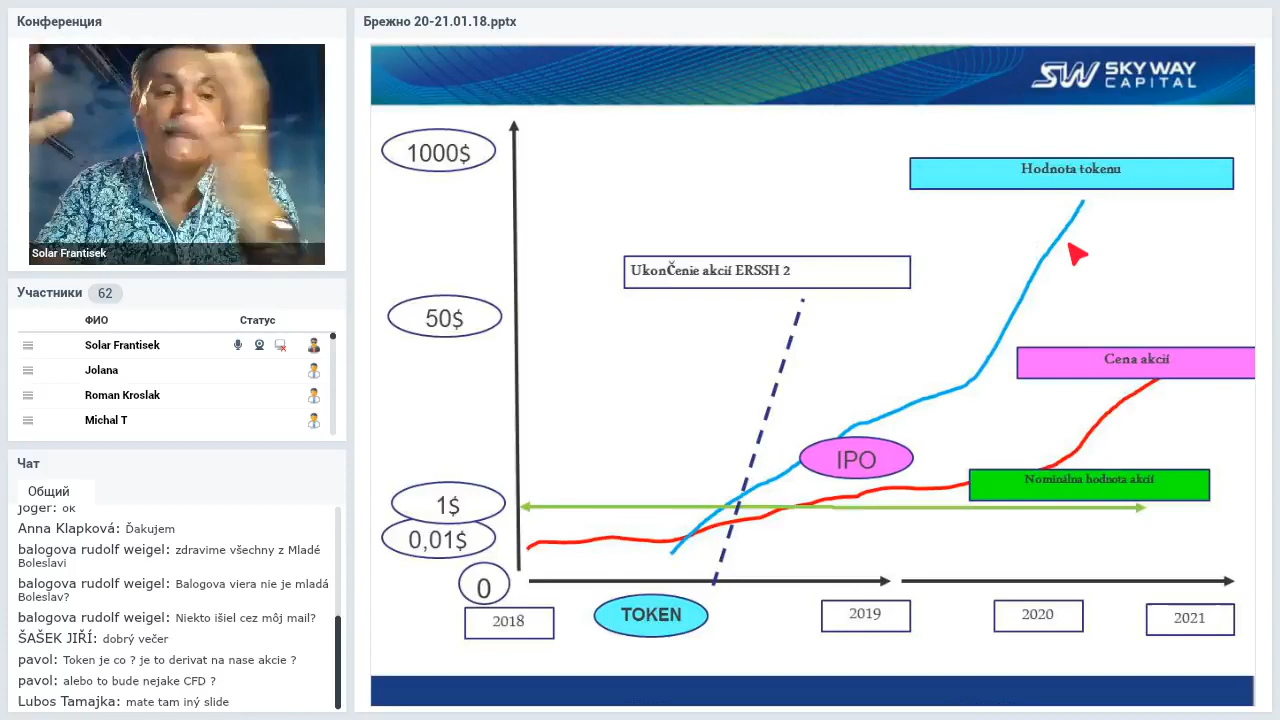 Конференция
Solar Frantisek
Участники 62
ФИО Статус
Solar Frantisek
Jolana
Roman Kroslak
Michal T
Чат
Общий
joger: ok
Anna Klapková: Ďakujem
balogova rudolf weigel: zdravime všechny z Mladé
Boleslavi
balogova rudolf weigel: Balogova viera nie je mladá
Boleslav?
balogova rudolf weigel: Niekto išiel cez môj mail?
ŠAŠEK JIŘÍ: dobrý večer
pavol: Token je co ? je to derivat na nase akcie ?
pavol: alebo to bude nejake CFD ?
Lubos Tamajka: mate tam iný slide
Брежно 20-21.01.18.pptx
SW SKY WAY
CAPITAL
1000$
Hodnota tokenu
UkonČenie akcií ERSSH 2
50$
Cena akcií
IPO
Nominálna hodnota akcií
1$
0,01$
0
2018
TOKEN
2019
2020
2021